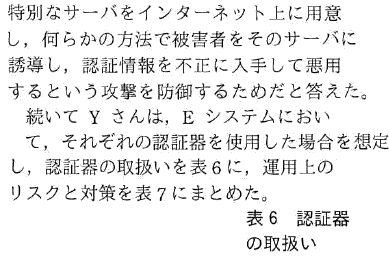 特別なサーバをインターネット上に用意
し，何らかの方法で被害者をそのサーバに
誘導し，認証情報を不正に入手して悪用
するという攻撃を防御するためだと答えた。
続いて Y さんは，E システムにおい
て，それぞれの認証器を使用した場合を想定
し，認証器の取扱いを表6に，運用上の
リスクと対策を表7にまとめた。
表 6　認証器
の取扱い